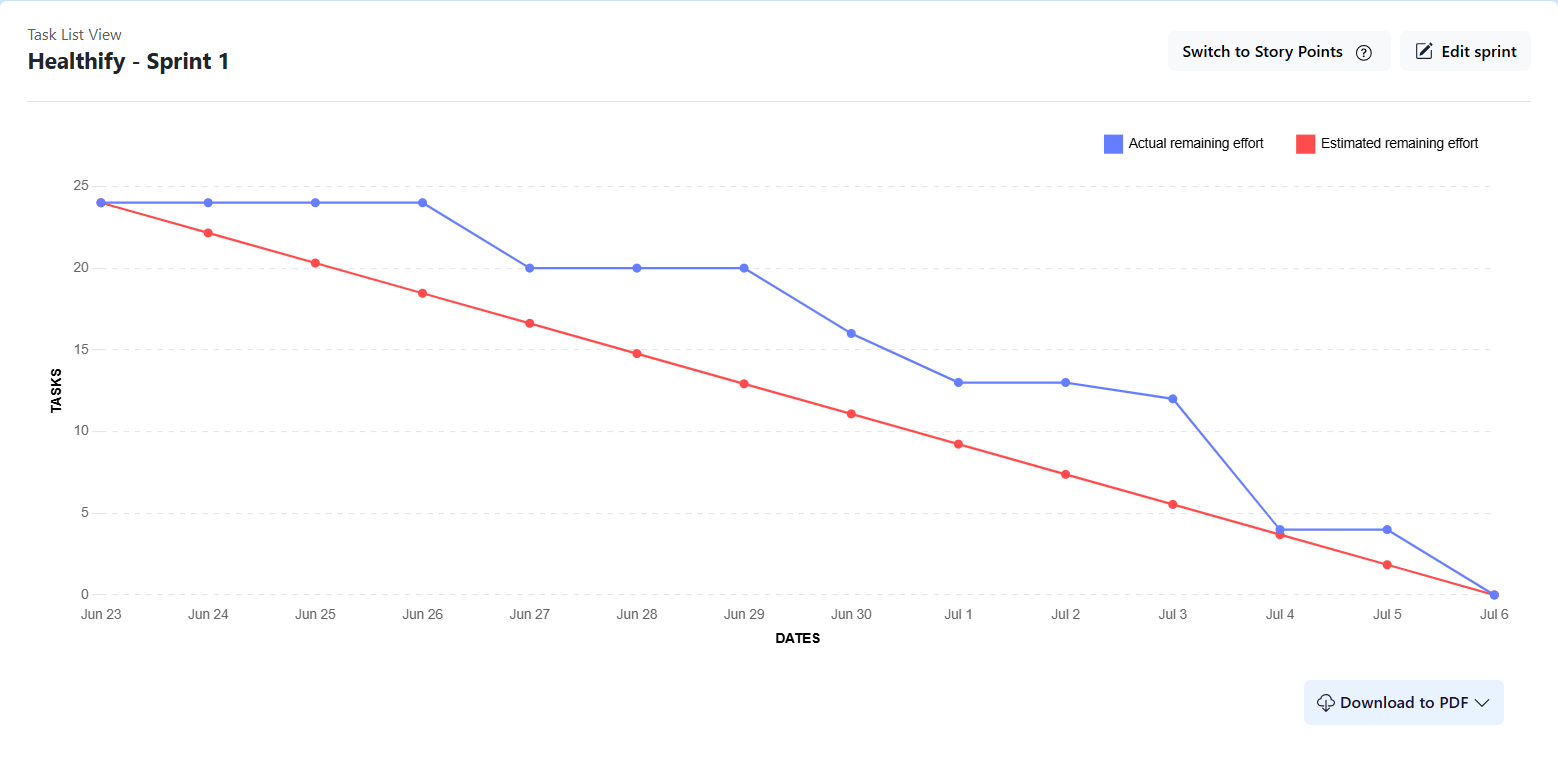 Task List View
Healthify - Sprint 1
Switch to Story Points ?
Edit sprint
Actual remaining effort
Estimated remaining effort
25
20
15
10
5
0
TASKS
Jun 23 Jun 24 Jun 25 Jun 26 Jun 27 Jun 28 Jun 29 Jun 30 Jul 1 Jul 2 Jul 3 Jul 4 Jul 5 Jul 6
DATES
Download to PDF